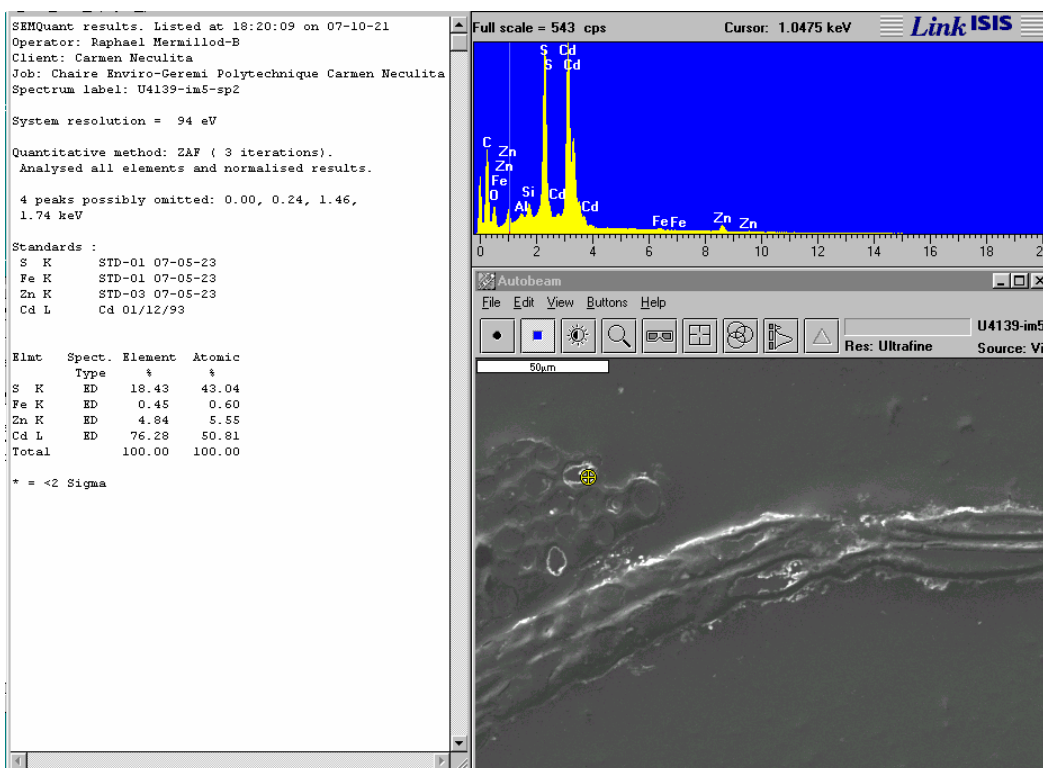 SEMQuant results. Listed at 18:20:09 on 07-10-21
Operator: Raphael Mermillod-B
Client: Carmen Neculita
Job: Chaire Enviro-Geremi Polytechnique Carmen Neculita
Spectrum label: U4139-im5-sp2
System resolution = 94 eV
Quantitative method: ZAF ( 3 iterations).
Analysed all elements and normalised results.
4 peaks possibly omitted: 0.00, 0.24, 1.46,
1.74 keV
Standards :
S K STD-01 07-05-23
Fe K STD-01 07-05-23
Zn K STD-03 07-05-23
Cd L Cd 01/12/93
Elmt Spect. Element Atomic
Type % %
S K ED 18.43 43.04
Fe K ED 0.45 0.60
Zn K ED 4.84 5.55
Cd L ED 76.28 50.81
Total 100.00 100.00
* = <2 Sigma
Full scale = 543 cps Cursor: 1.0475 keV Link ISIS
S Cd
S Cd
C Zn
Zn
Fe
O Si Cd
Al Cd Fe Fe Zn Zn
0 2 4 6 8 10 12 14 16 18 2
Autobeam
File Edit View Buttons Help
U4139-im5
Res: Ultrafine Source: Vi
50µm